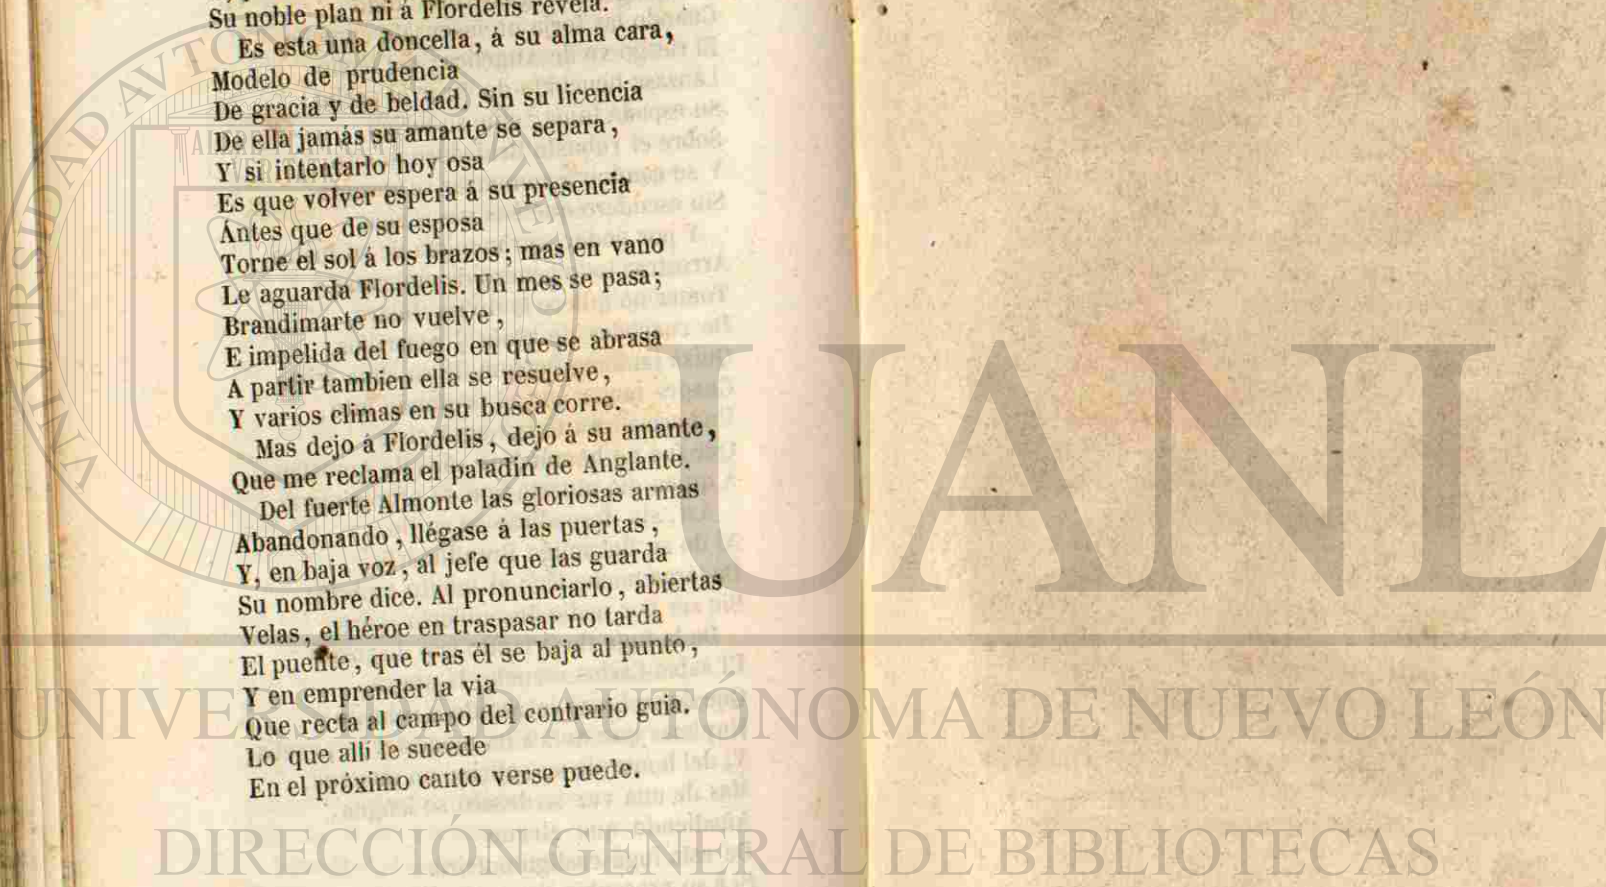 Su noble plan ni á Flordelis revela.
Es esta una doncella, á su alma cara,
Modelo de prudencia
De gracia y de beldad. Sin su licencia
De ella jamás su amante se separa,
Y si intentarlo hoy osa
Es que volver espera á su presencia
Ántes que de su esposa
Torne el sol á los brazos; mas en vano
Le aguarda Flordelis. Un mes se pasa;
Brandimarte no vuelve,
E impelida del fuego en que se abrasa
A partir tambien ella se resuelve,
Y varios climas en su busca corre.
Mas dejo á Flordelis, dejo á su amante,
Que me reclama el paladin de Anglante.
Del fuerte Almonte las gloriosas armas
Abandonando, llégase á las puertas,
Y, en baja voz, al jefe que las guarda
Su nombre dice. Al pronunciarlo, abiertas
Velas, el héroe en traspasar no tarda
El puente, que tras él se baja al punto,
Y en emprender la via
Que recta al campo del contrario guia.
Lo que allí le sucede
En el próximo canto verse puede.
UANL
UNIVERSIDAD AUTÓNOMA DE NUEVO LEÓN
DIRECCIÓN GENERAL DE BIBLIOTECAS